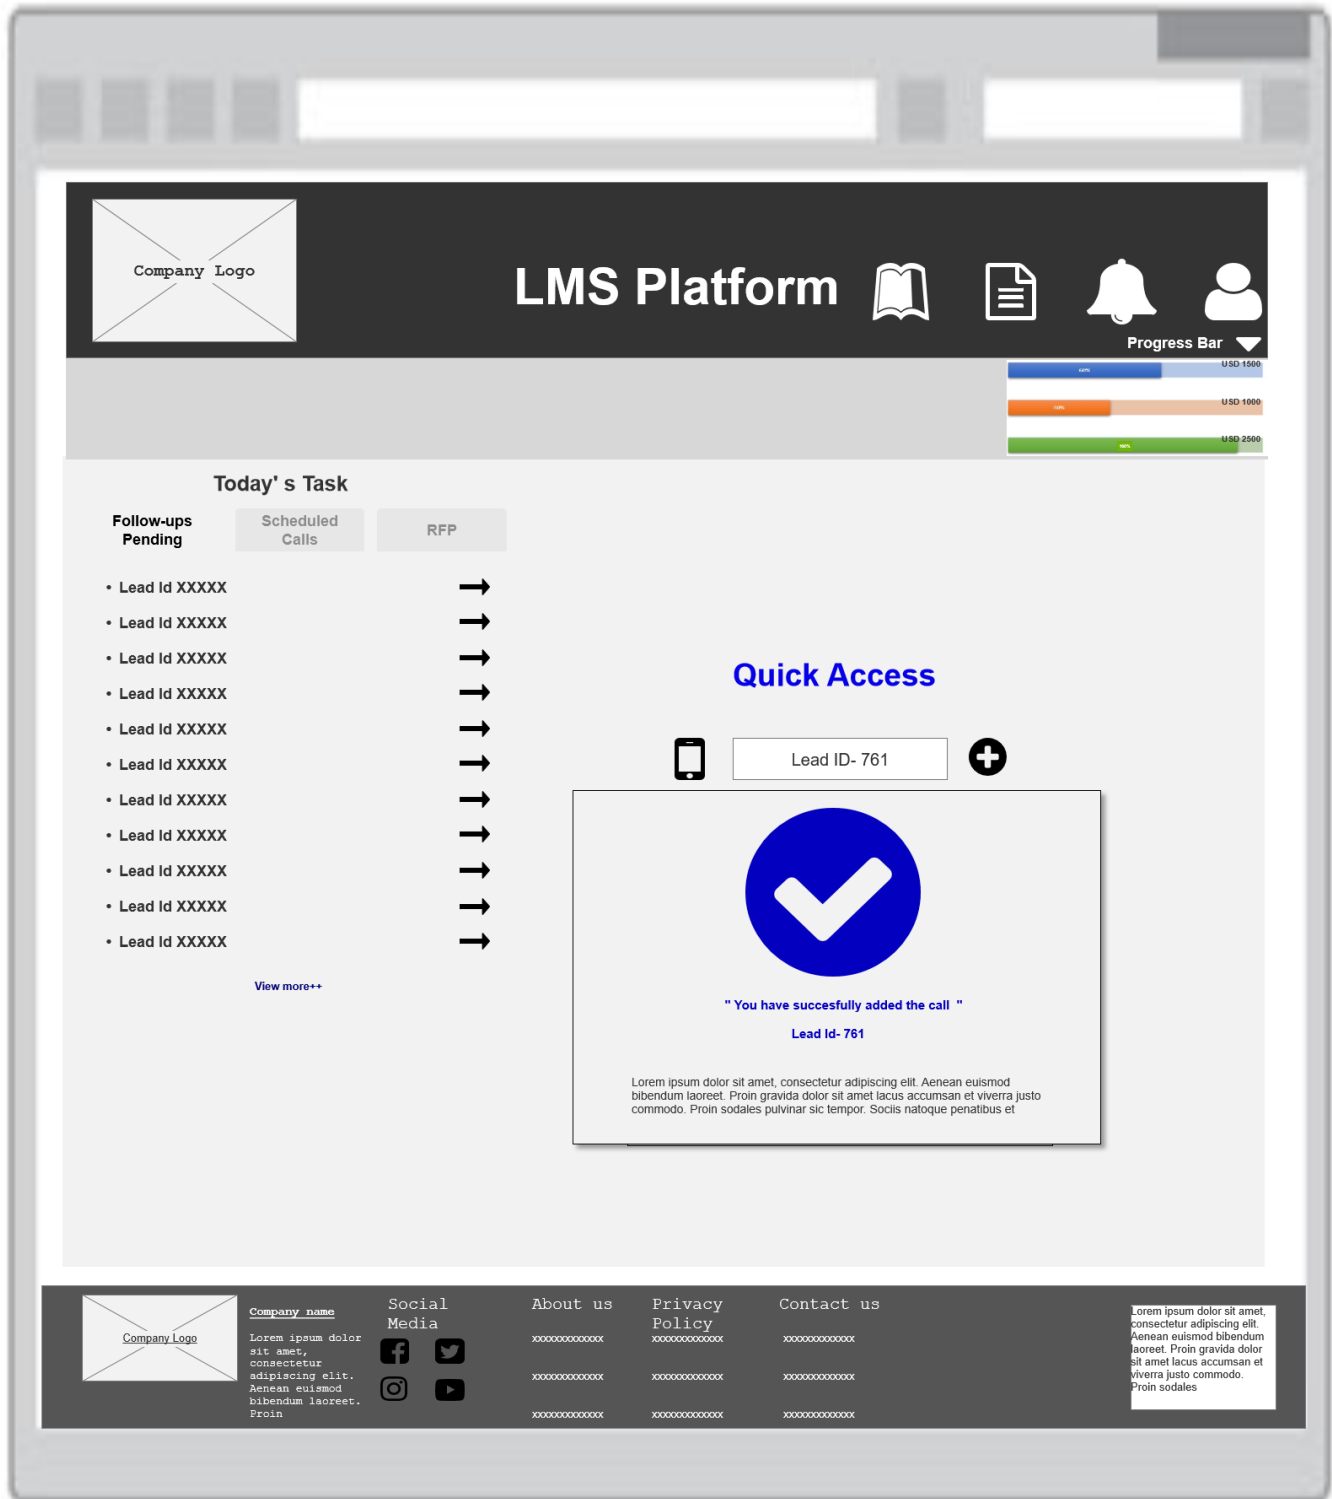 Company Logo
LMS Platform
Progress Bar
USD 1500
USD 1000
USD 2500
Today' s Task
Follow-ups
Pending
Scheduled
Calls
RFP
• Lead Id XXXXX
• Lead Id XXXXX
• Lead Id XXXXX
• Lead Id XXXXX
• Lead Id XXXXX
• Lead Id XXXXX
• Lead Id XXXXX
• Lead Id XXXXX
• Lead Id XXXXX
• Lead Id XXXXX
• Lead Id XXXXX
View more++
Quick Access
Lead ID- 761
" You have succesfully added the call "
Lead Id- 761
Lorem ipsum dolor sit amet, consectetur adipiscing elit. Aenean euismod
bibendum laoreet. Proin gravida dolor sit amet lacus accumsan et viverra justo
commodo. Proin sodales pulvinar sic tempor. Sociis natoque penatibus et
Company Logo
Company name
Lorem ipsum dolor
sit amet,
consectetur
adipiscing elit.
Aenean euismod
bibendum laoreet.
Proin
Social
Media
About us
xxxxxxxxxxxxx
xxxxxxxxxxxxx
xxxxxxxxxxxxx
Privacy
Policy
xxxxxxxxxxxxx
xxxxxxxxxxxxx
xxxxxxxxxxxxx
Contact us
xxxxxxxxxxxxx
xxxxxxxxxxxxx
xxxxxxxxxxxxx
Lorem ipsum dolor sit amet,
consectetur adipiscing elit.
Aenean euismod bibendum
laoreet. Proin gravida dolor
sit amet lacus accumsan et
viverra justo commodo.
Proin sodales